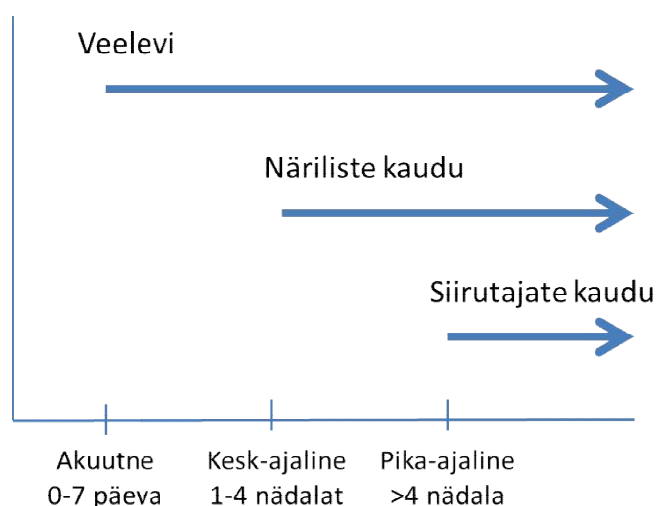 Veelevi
Näriliste kaudu
Siirutajate kaudu
Akuutne Kesk-ajaline Pika-ajaline
0-7 päeva 1-4 nädalat >4 nädala